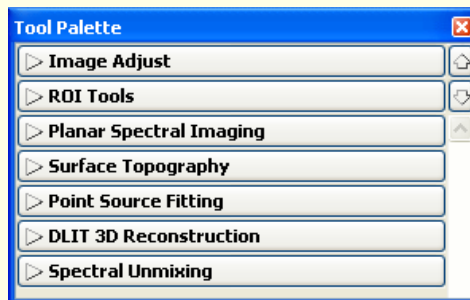 Tool Palette
Image Adjust
ROI Tools
Planar Spectral Imaging
Surface Topography
Point Source Fitting
DLIT 3D Reconstruction
Spectral Unmixing